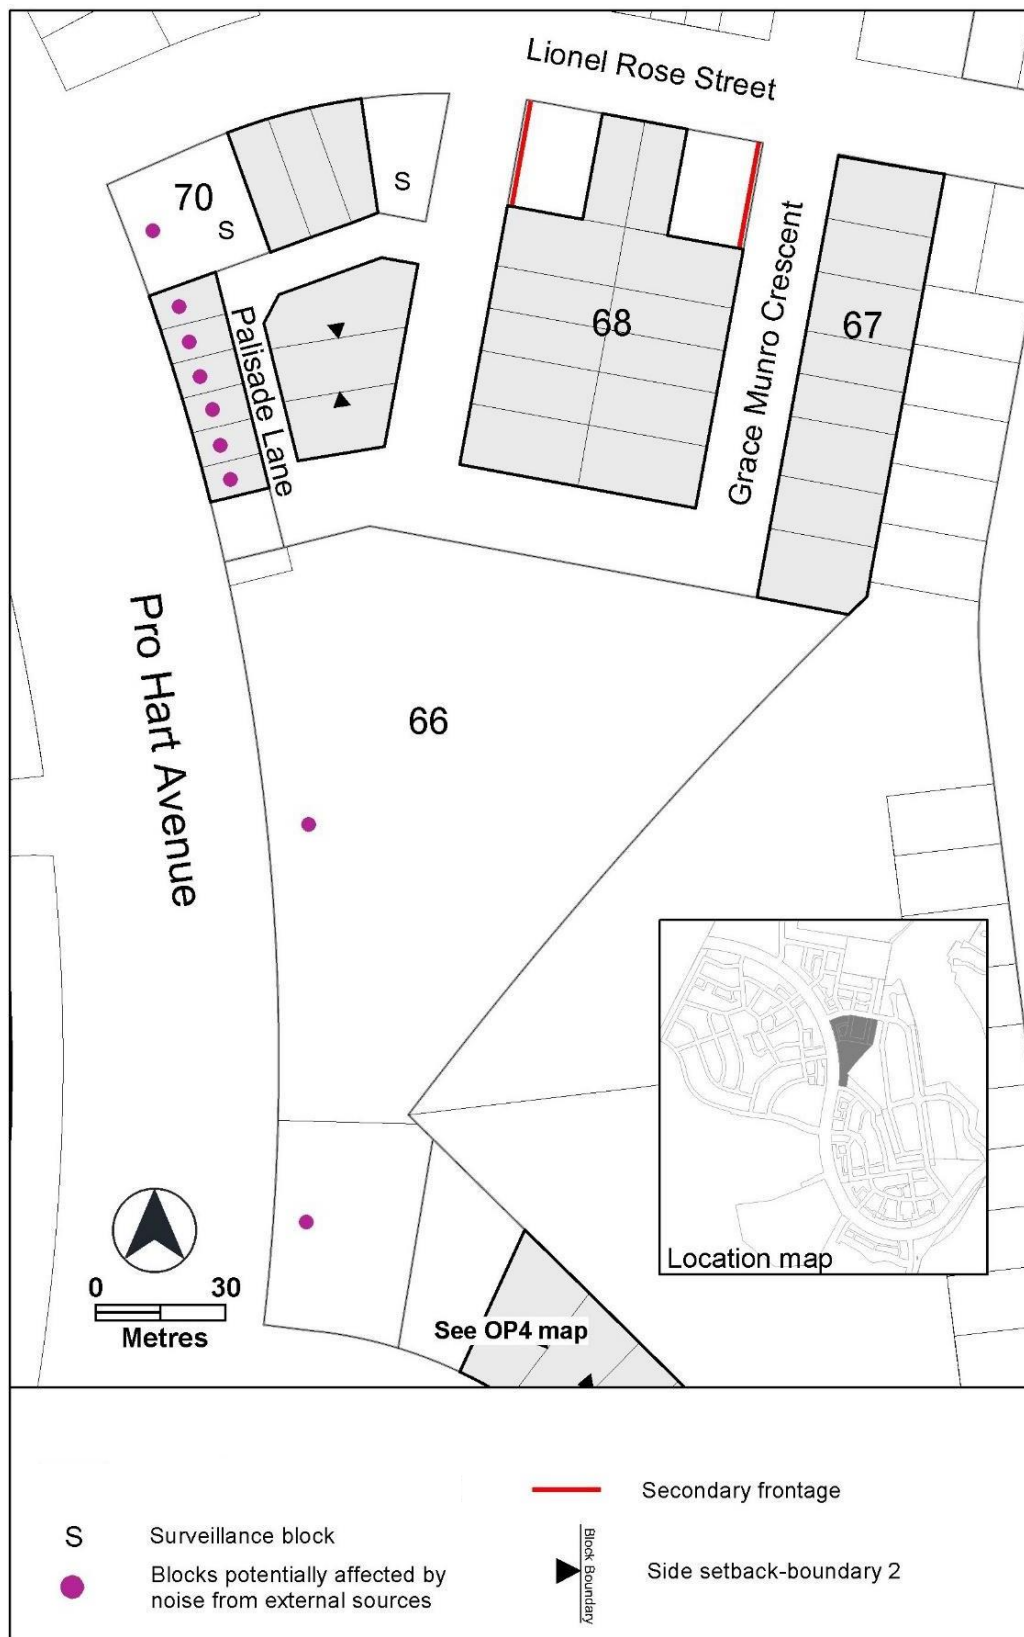 Lionel Rose Street
70
S
S
68
67
Grace Munro Crescent
Palisade Lane
Pro Hart Avenue
66
Location map
0 30
Metres
See OP4 map
Secondary frontage
S Surveillance block
Blocks potentially affected by
noise from external sources
Block Boundary
Side setback-boundary 2